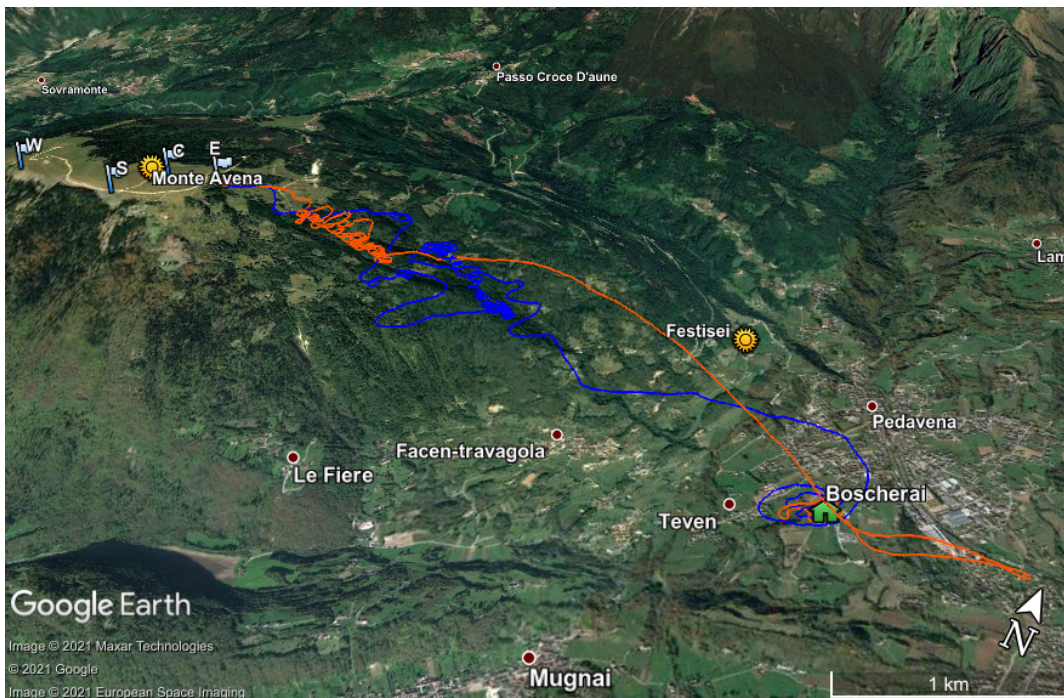 Passo Croce D'aune
Sovramonte
W
S
C
E
Monte Avena
Lam
Festisei
Pedavena
Facen-travagola
Le Fiere
Boscherai
Teven
Google Earth
N
Image © 2021 Maxar Technologies
© 2021 Google
Image © 2021 European Space Imaging
Mugnai
1 km